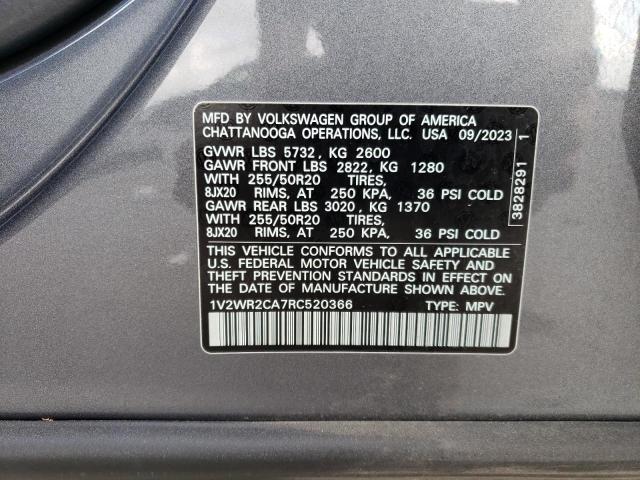 MFD BY VOLKSWAGEN GROUP OF AMERICA
CHATTANOOGA OPERATIONS, LLC. USA 09/2023
GVWR LBS 5732, KG 2600
GAWR FRONT LBS 2822, KG 1280
WITH 255/50R20 TIRES,
8JX20 RIMS, AT 250 KPA, 36 PSI COLD
GAWR REAR LBS 3020, KG 1370
WITH 255/50R20 TIRES,
8JX20 RIMS, AT 250 KPA, 36 PSI COLD
THIS VEHICLE CONFORMS TO ALL APPLICABLE
U.S. FEDERAL MOTOR VEHICLE SAFETY AND
THEFT PREVENTION STANDARDS IN EFFECT ON
THE DATE OF MANUFACTURE SHOWN ABOVE.
1V2WR2CA7RC520366 TYPE: MPV
3828291 1